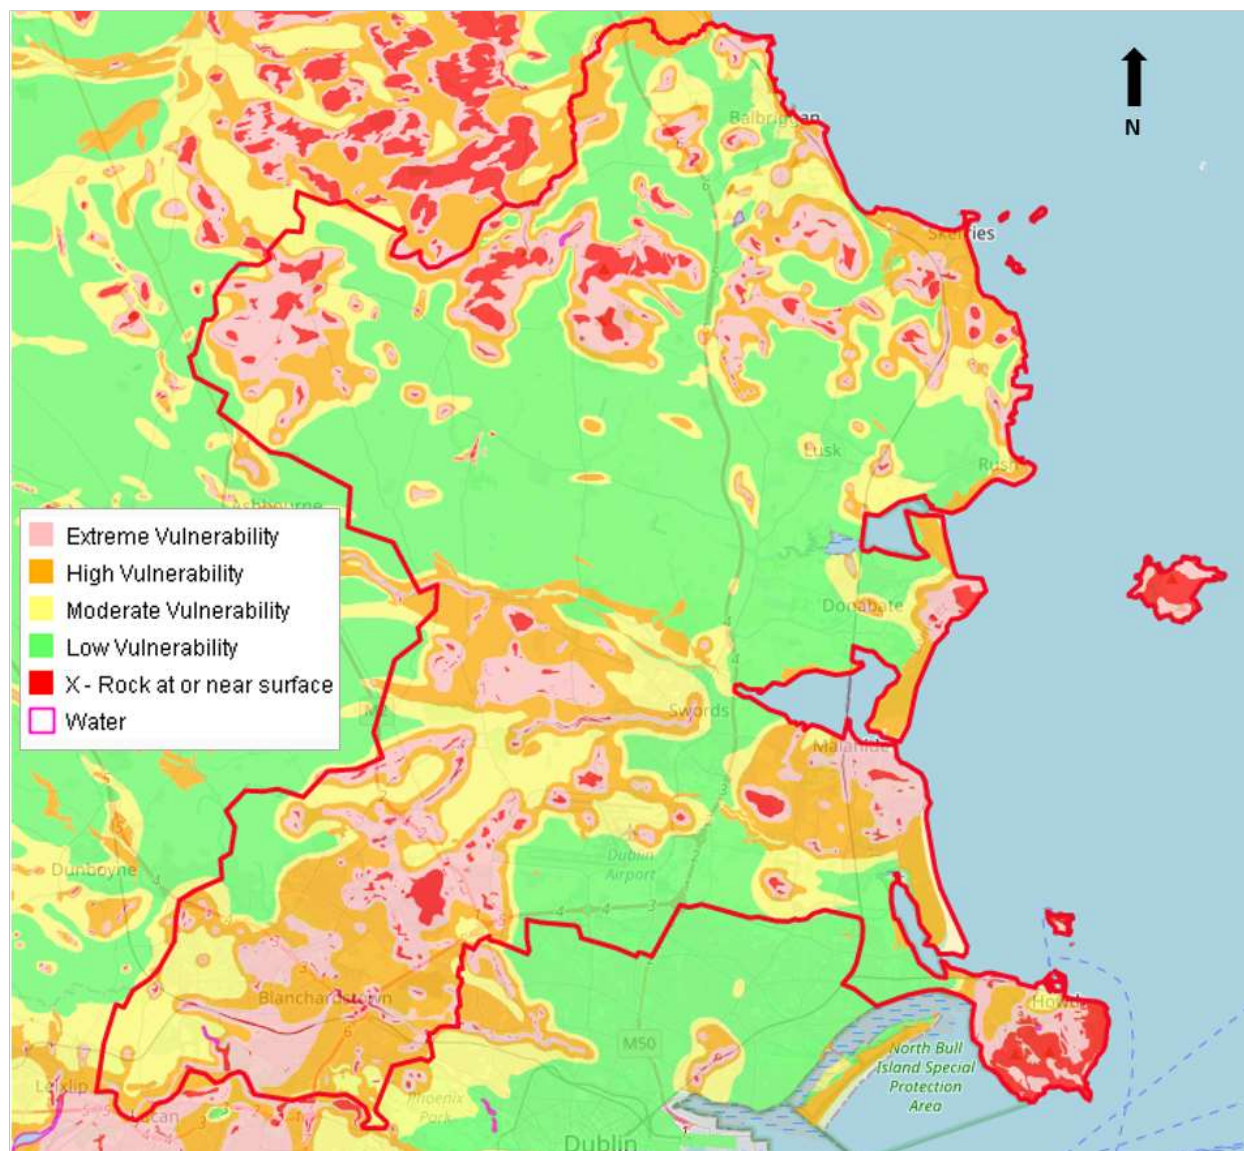 N
Balbriggan
Skerries
Lusk
Rush
Ashbourne
Extreme Vulnerability
High Vulnerability
Moderate Vulnerability
Low Vulnerability
X - Rock at or near surface
Water
Donabate
M2
Swords
Malahide
Dunboyne
Dublin
Airport
Blanchardstown
Howth
M50
North Bull
Island Special
Protection
Area
Leixlip
Lucan
Phoenix
Park
Dublin